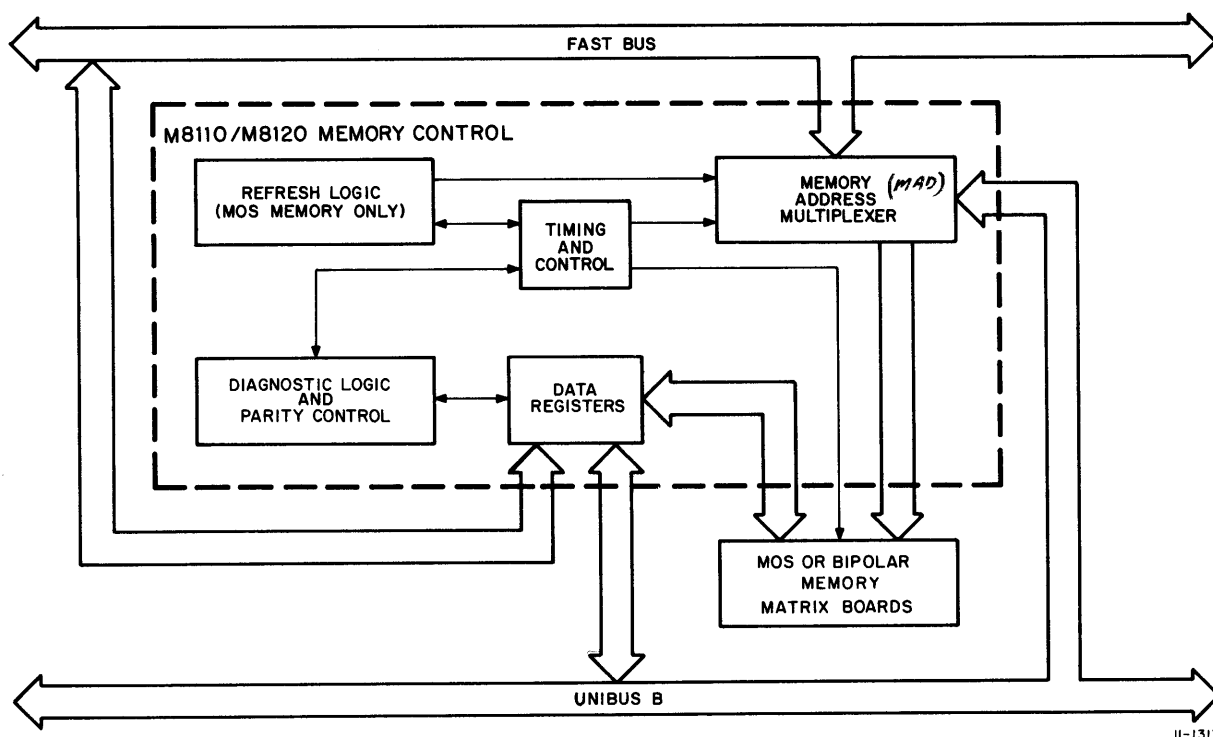 FAST BUS
M8110/M8120 MEMORY CONTROL
REFRESH LOGIC
(MOS MEMORY ONLY)
TIMING
AND
CONTROL
MEMORY (MAD)
ADDRESS
MULTIPLEXER
DIAGNOSTIC LOGIC
AND
PARITY CONTROL
DATA
REGISTERS
MOS OR BIPOLAR
MEMORY
MATRIX BOARDS
UNIBUS B